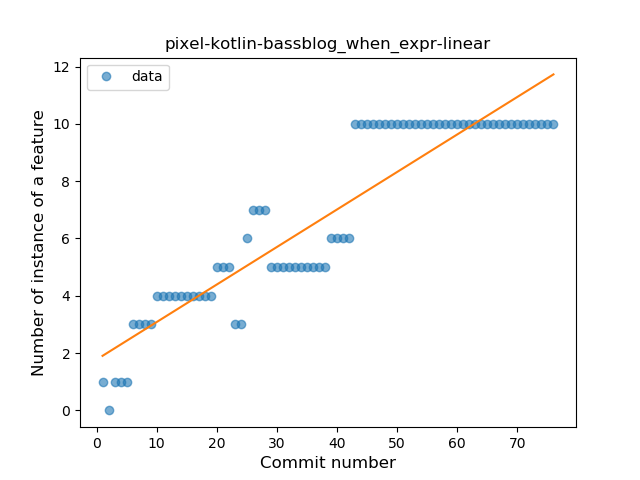 pixel-kotlin-bassblog_when_expr-linear
data
Number of instance of a feature
12
10
8
6
4
2
0
0 10 20 30 40 50 60 70
Commit number